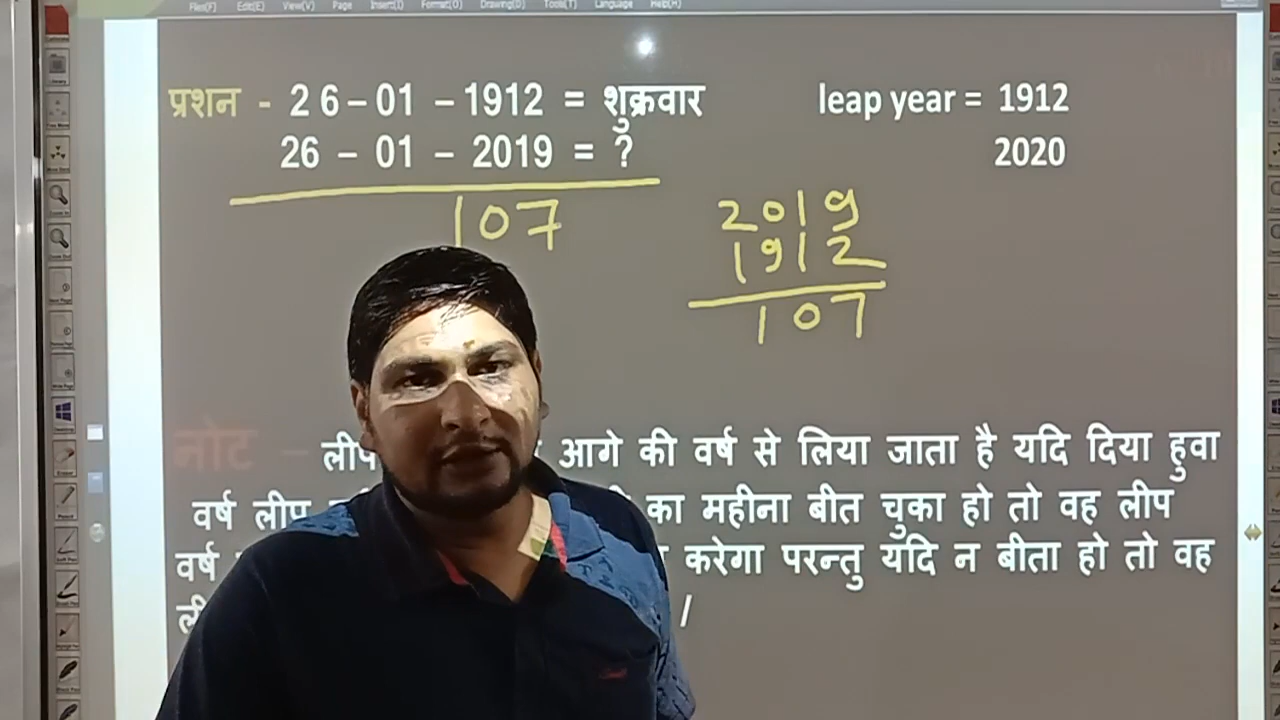 File(F) Edit(E) View(V) Page Insert(I) Format(O) Drawing(D) Tools(T) Language Help(H)
प्रशन - 26 – 01 – 1912 = शुक्रवार leap year = 1912
26 – 01 – 2019 = ? 2020
107
2019
1912
107
नोट – लीप आगे की वर्ष से लिया जाता है यदि दिया हुवा
वर्ष लीप का महीना बीत चुका हो तो वह लीप
वर्ष करेगा परन्तु यदि न बीता हो तो वह
/